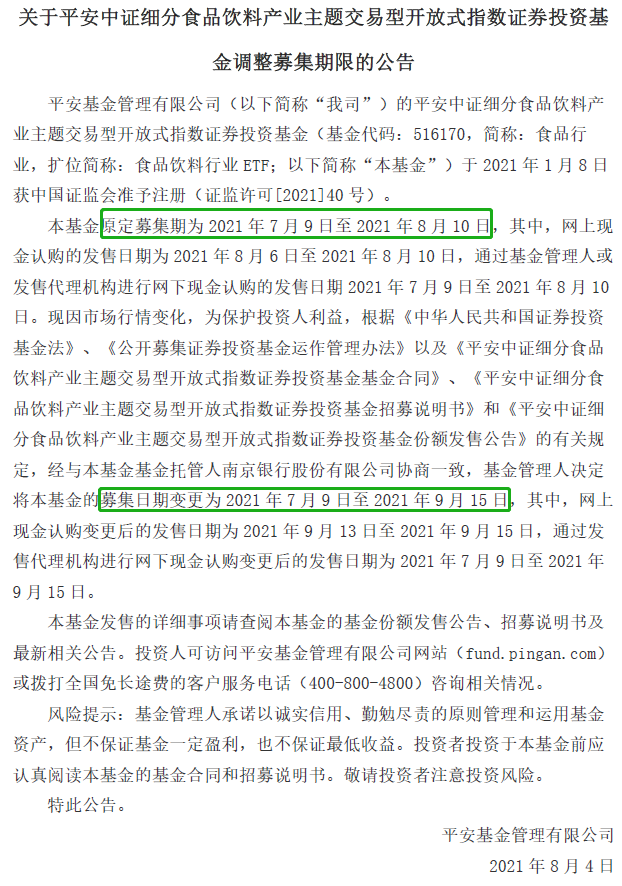 关于平安中证细分食品饮料产业主题交易型开放式指数证券投资基
金调整募集期限的公告
平安基金管理有限公司（以下简称“我司”）的平安中证细分食品饮料产
业主题交易型开放式指数证券投资基金（基金代码：516170，简称：食品行
业，扩位简称：食品饮料行业 ETF；以下简称“本基金”）于 2021 年 1 月 8 日
获中国证监会准予注册（证监许可[2021]40 号）。
本基金原定募集期为 2021 年 7 月 9 日至 2021 年 8 月 10 日，其中，网上现
金认购的发售日期为 2021 年 8 月 6 日至 2021 年 8 月 10 日，通过基金管理人或
发售代理机构进行网下现金认购的发售日期 2021 年 7 月 9 日至 2021 年 8 月 10
日。现因市场行情变化，为保护投资人利益，根据《中华人民共和国证券投资
基金法》、《公开募集证券投资基金运作管理办法》以及《平安中证细分食品
饮料产业主题交易型开放式指数证券投资基金基金合同》、《平安中证细分食
品饮料产业主题交易型开放式指数证券投资基金招募说明书》和《平安中证细
分食品饮料产业主题交易型开放式指数证券投资基金份额发售公告》的有关规
定，经与本基金基金托管人南京银行股份有限公司协商一致，基金管理人决定
将本基金的募集日期变更为 2021 年 7 月 9 日至 2021 年 9 月 15 日，其中，网上
现金认购变更后的发售日期为 2021 年 9 月 13 日至 2021 年 9 月 15 日，通过发
售代理机构进行网下现金认购变更后的发售日期为 2021 年 7 月 9 日至 2021 年
9 月 15 日。
本基金发售的详细事项请查阅本基金的基金份额发售公告、招募说明书及
最新相关公告。投资人可访问平安基金管理有限公司网站（fund.pingan.com）
或拨打全国免长途费的客户服务电话（400-800-4800）咨询相关情况。
风险提示：基金管理人承诺以诚实信用、勤勉尽责的原则管理和运用基金
资产，但不保证基金一定盈利，也不保证最低收益。投资者投资于本基金前应
认真阅读本基金的基金合同和招募说明书。敬请投资者注意投资风险。
特此公告。
平安基金管理有限公司
2021 年 8 月 4 日